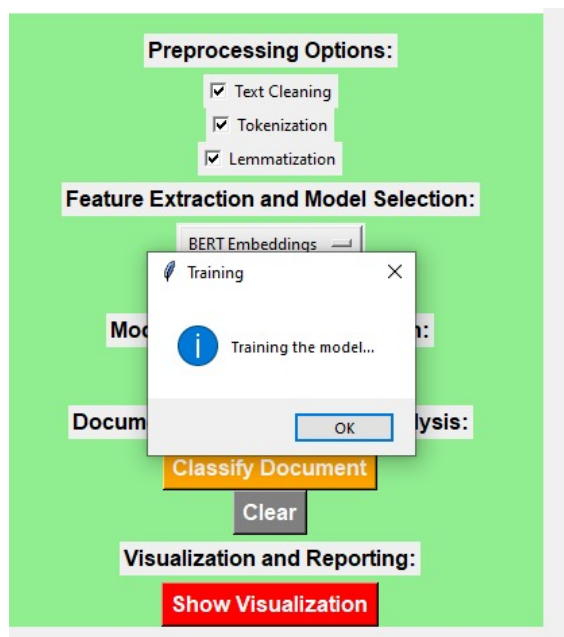 Preprocessing Options:
Text Cleaning
Tokenization
Lemmatization
Feature Extraction and Model Selection:
BERT Embeddings
Training
Training the model...
OK
Classify Document
Clear
Visualization and Reporting:
Show Visualization